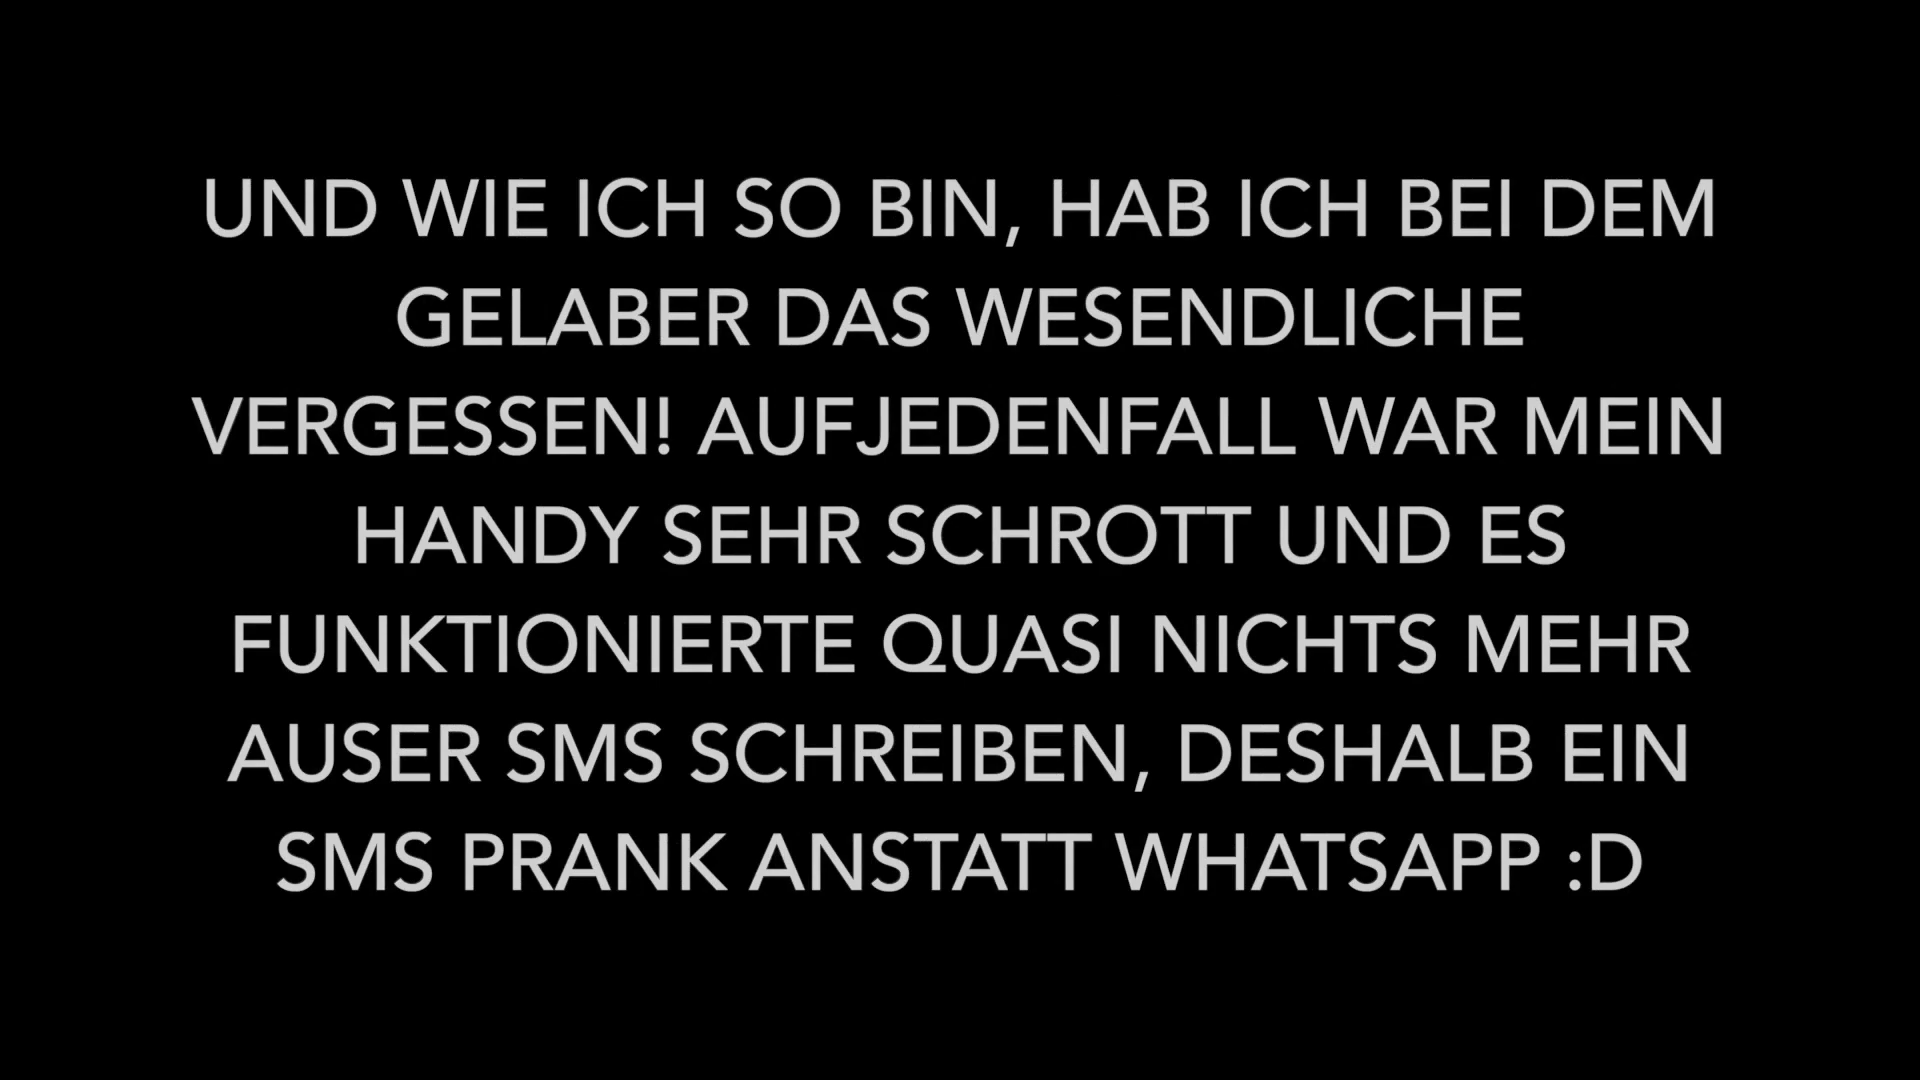 UND WIE ICH SO BIN, HAB ICH BEI DEM
GELABER DAS WESENDLICHE
VERGESSEN! AUFJEDENFALL WAR MEIN
HANDY SEHR SCHROTT UND ES
FUNKTIONIERTE QUASI NICHTS MEHR
AUSER SMS SCHREIBEN, DESHALB EIN
SMS PRANK ANSTATT WHATSAPP :D